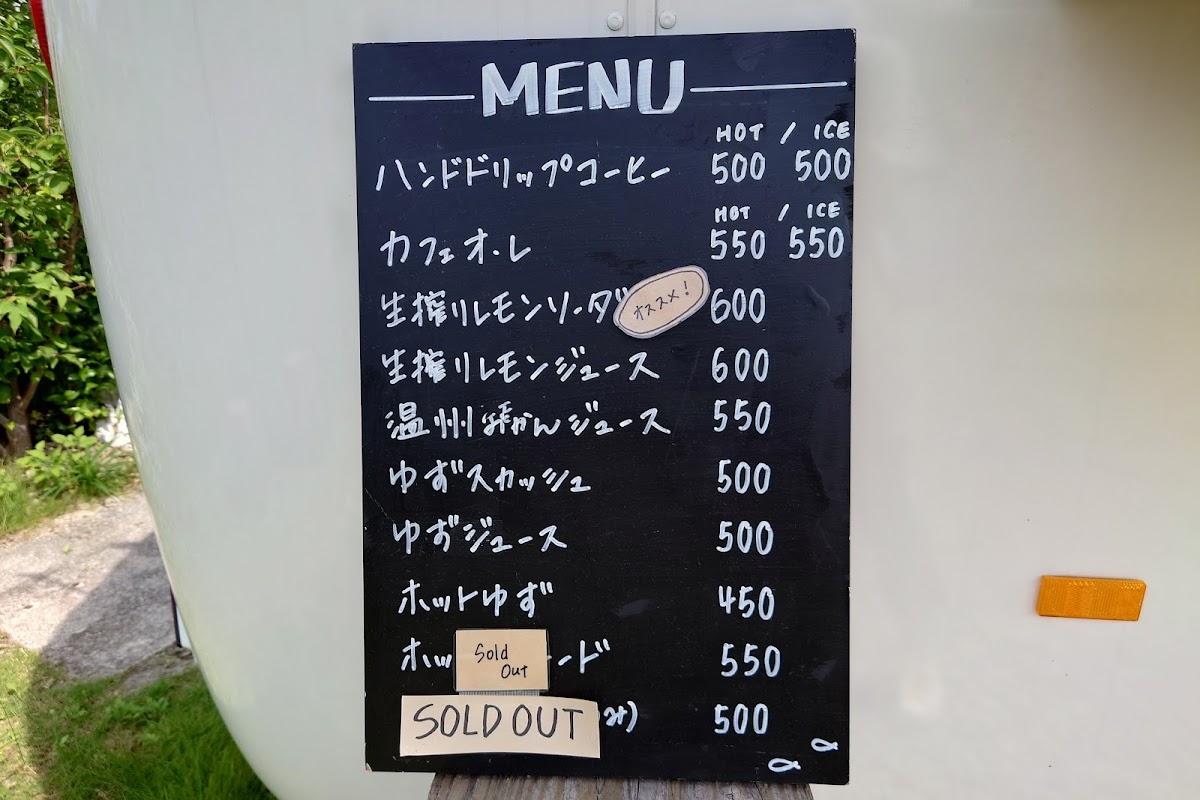 MENU
HOT / ICE
ハンドドリップコーヒー 500 500
HOT / ICE
カフェオ・レ 550 550
生搾りレモンソーダ オススメ! 600
生搾りレモンジュース 600
温州みかんジュース 550
ゆずスカッシュ 500
ゆずジュース 500
ホットゆず 450
ホッ Sold Out ード 550
SOLD OUT み) 500